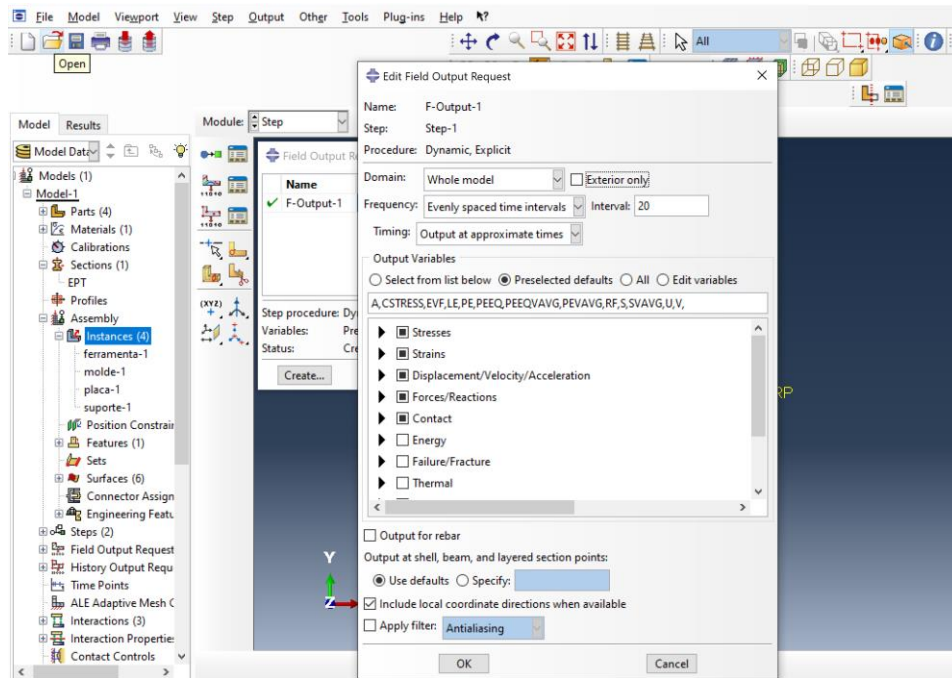 File Model Viewport View Step Output Other Tools Plug-ins Help
All
Open
Model Results
Module: Step
Model Data
Models (1)
Model-1
Parts (4)
Materials (1)
Calibrations
Sections (1)
EPT
Profiles
Assembly
Instances (4)
ferramenta-1
molde-1
placa-1
suporte-1
Position Constrain
Features (1)
Sets
Surfaces (6)
Connector Assign
Engineering Featu
Steps (2)
Field Output Request
History Output Requ
Time Points
ALE Adaptive Mesh C
Interactions (3)
Interaction Propertie
Contact Controls
(XYZ)
Field Output R
Name
F-Output-1
Step procedure: Dy
Variables: Pre
Status: Cre
Create...
Y
Z
RP
Edit Field Output Request
Name: F-Output-1
Step: Step-1
Procedure: Dynamic, Explicit
Domain: Whole model Exterior only
Frequency: Evenly spaced time intervals Interval: 20
Timing: Output at approximate times
Output Variables
Select from list below Preselected defaults All Edit variables
A,CSTRESS,EVF,LE,PE,PEEQ,PEEQVAVG,PEVAVG,RF,S,SVAVG,U,V,
Stresses
Strains
Displacement/Velocity/Acceleration
Forces/Reactions
Contact
Energy
Failure/Fracture
Thermal
Output for rebar
Output at shell, beam, and layered section points:
Use defaults Specify:
Include local coordinate directions when available
Apply filter: Antialiasing
OK Cancel